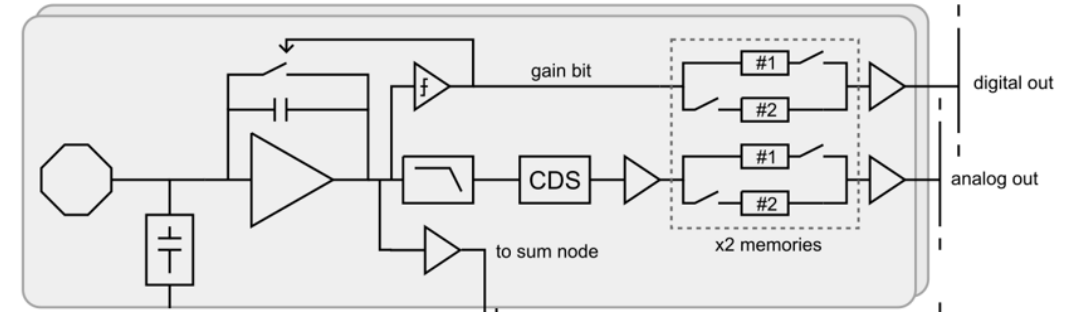 #1
gain bit
digital out
#2
#1
CDS
analog out
#2
to sum node
x2 memories